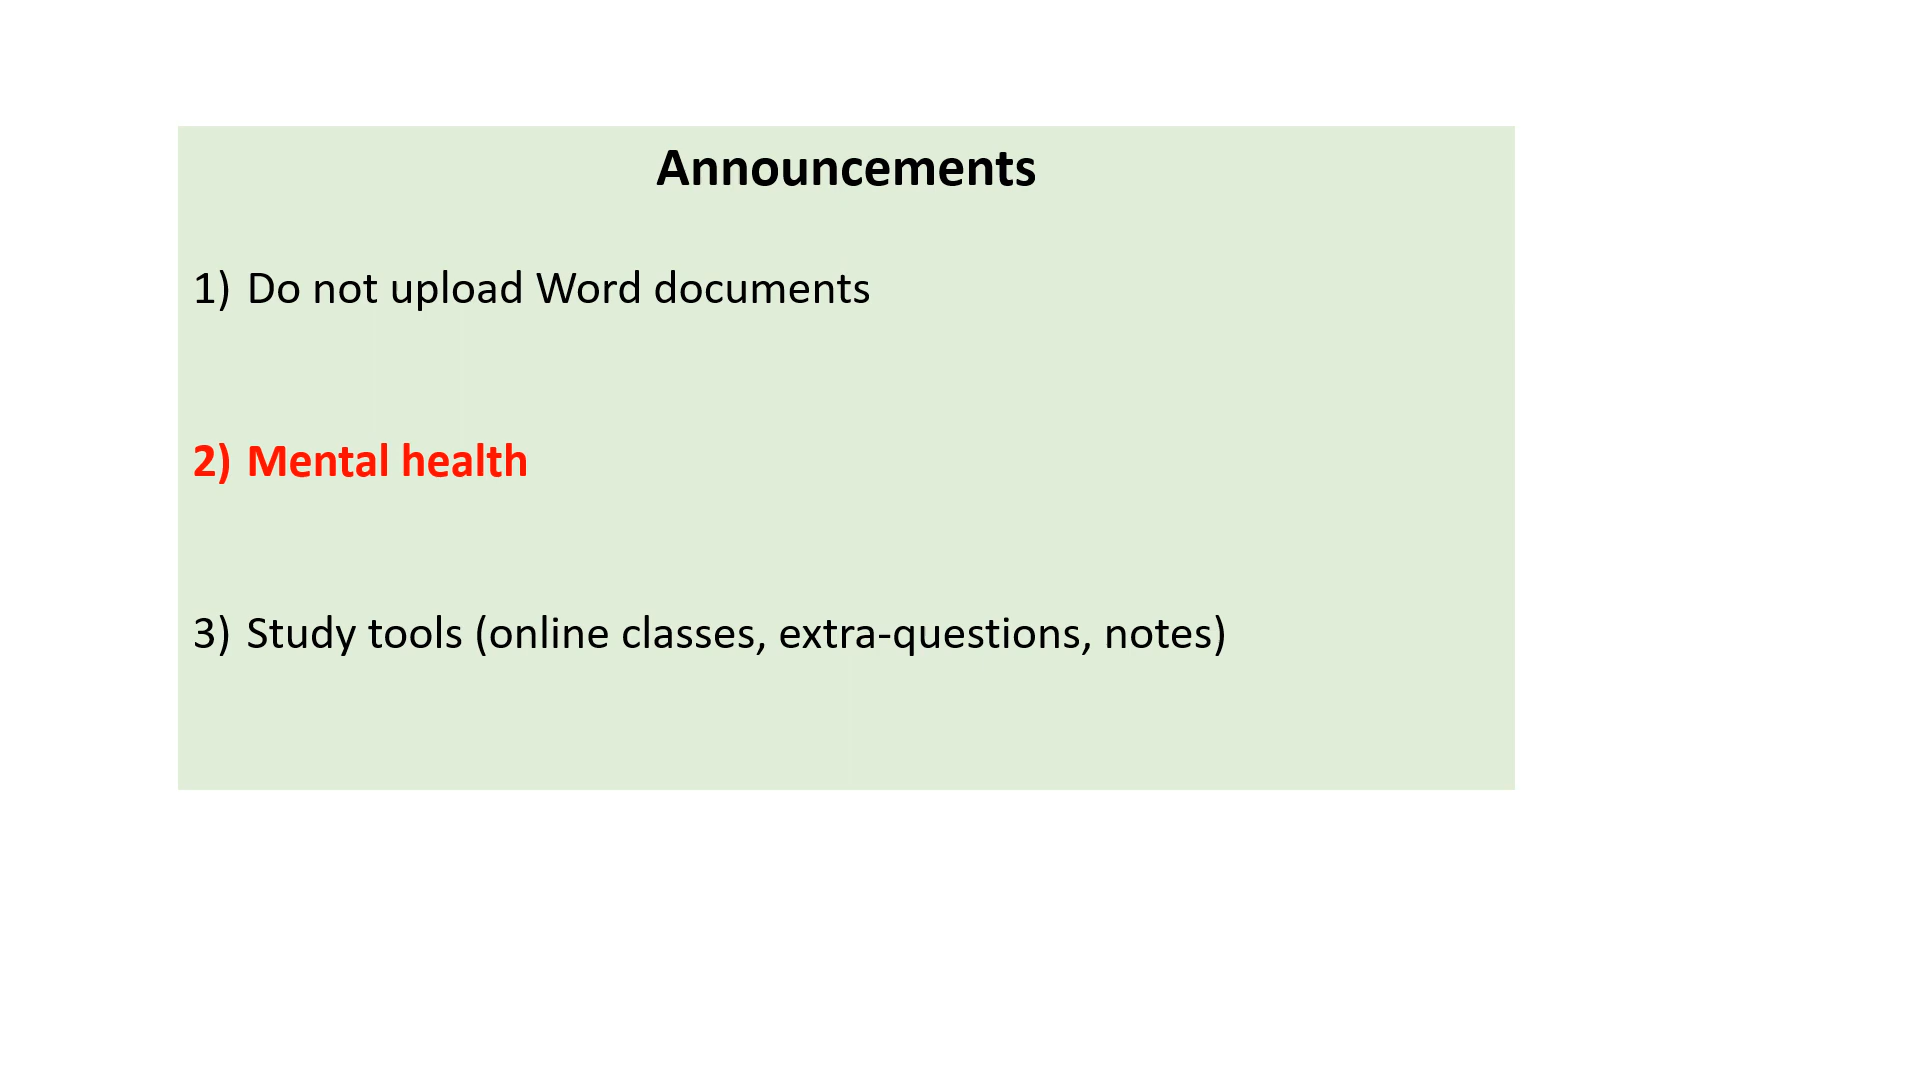 Announcements
1) Do not upload Word documents
2) Mental health
3) Study tools (online classes, extra-questions, notes)